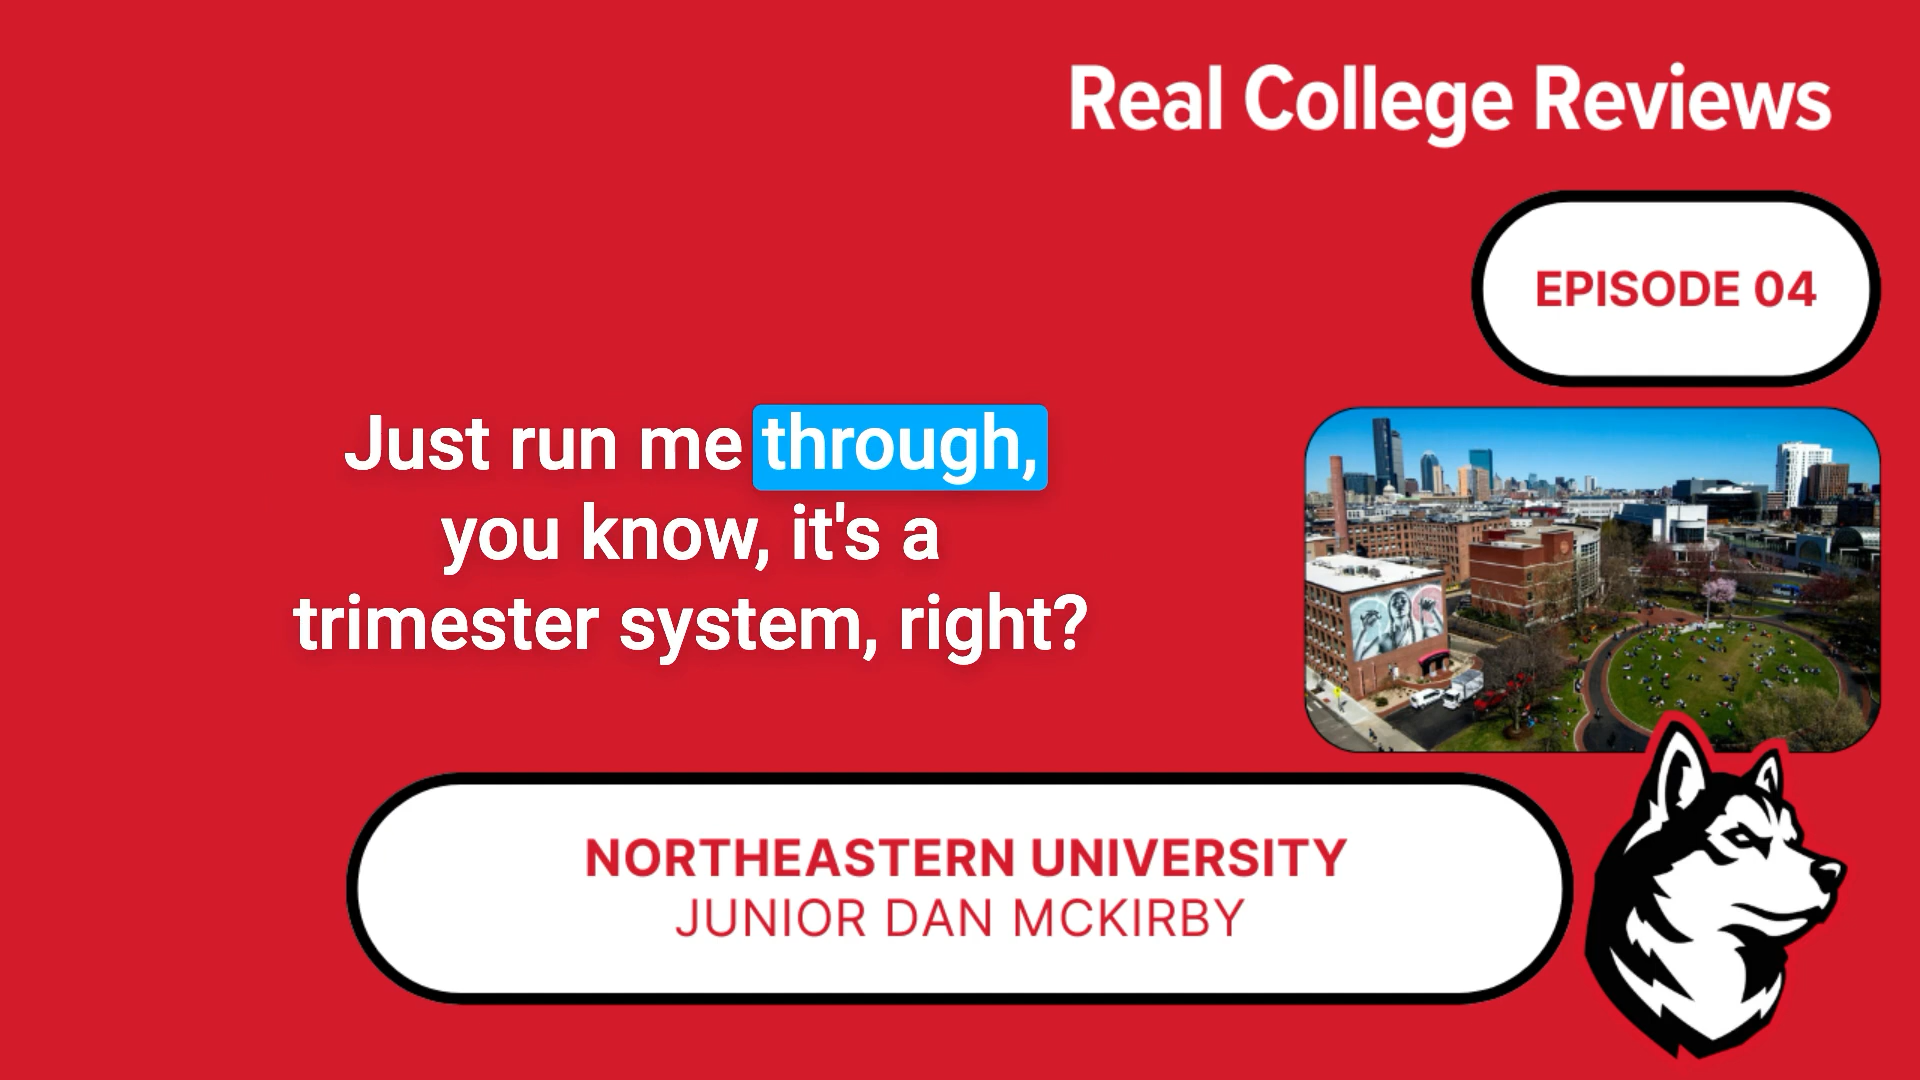 Real College Reviews
EPISODE 04
Just run me through,
you know, it's a
trimester system, right?
NORTHEASTERN UNIVERSITY
JUNIOR DAN MCKIRBY